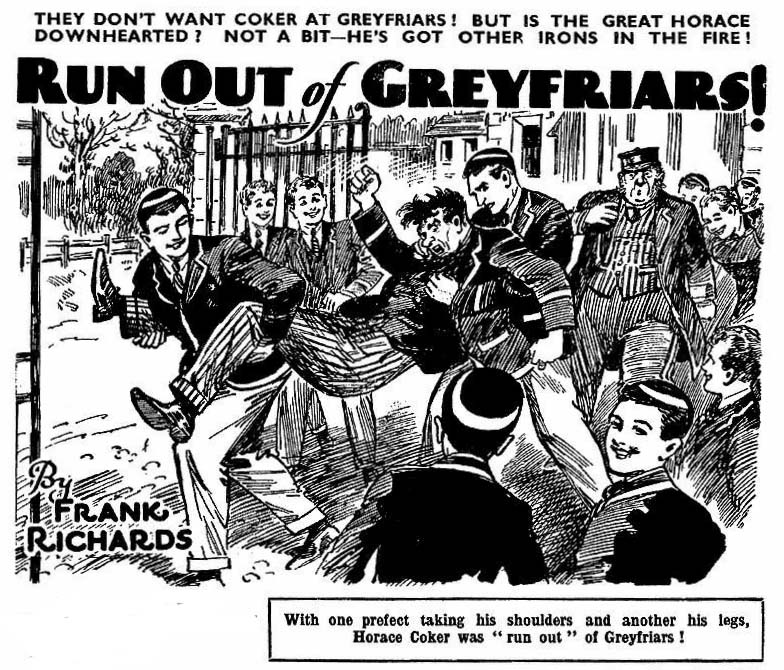 THEY DON'T WANT COKER AT GREYFRIARS! BUT IS THE GREAT HORACE
DOWNHEARTED? NOT A BIT—HE'S GOT OTHER IRONS IN THE FIRE!
RUN OUT of GREYFRIARS!
By
FRANK
RICHARDS
With one prefect taking his shoulders and another his legs,
Horace Coker was "run out" of Greyfriars!